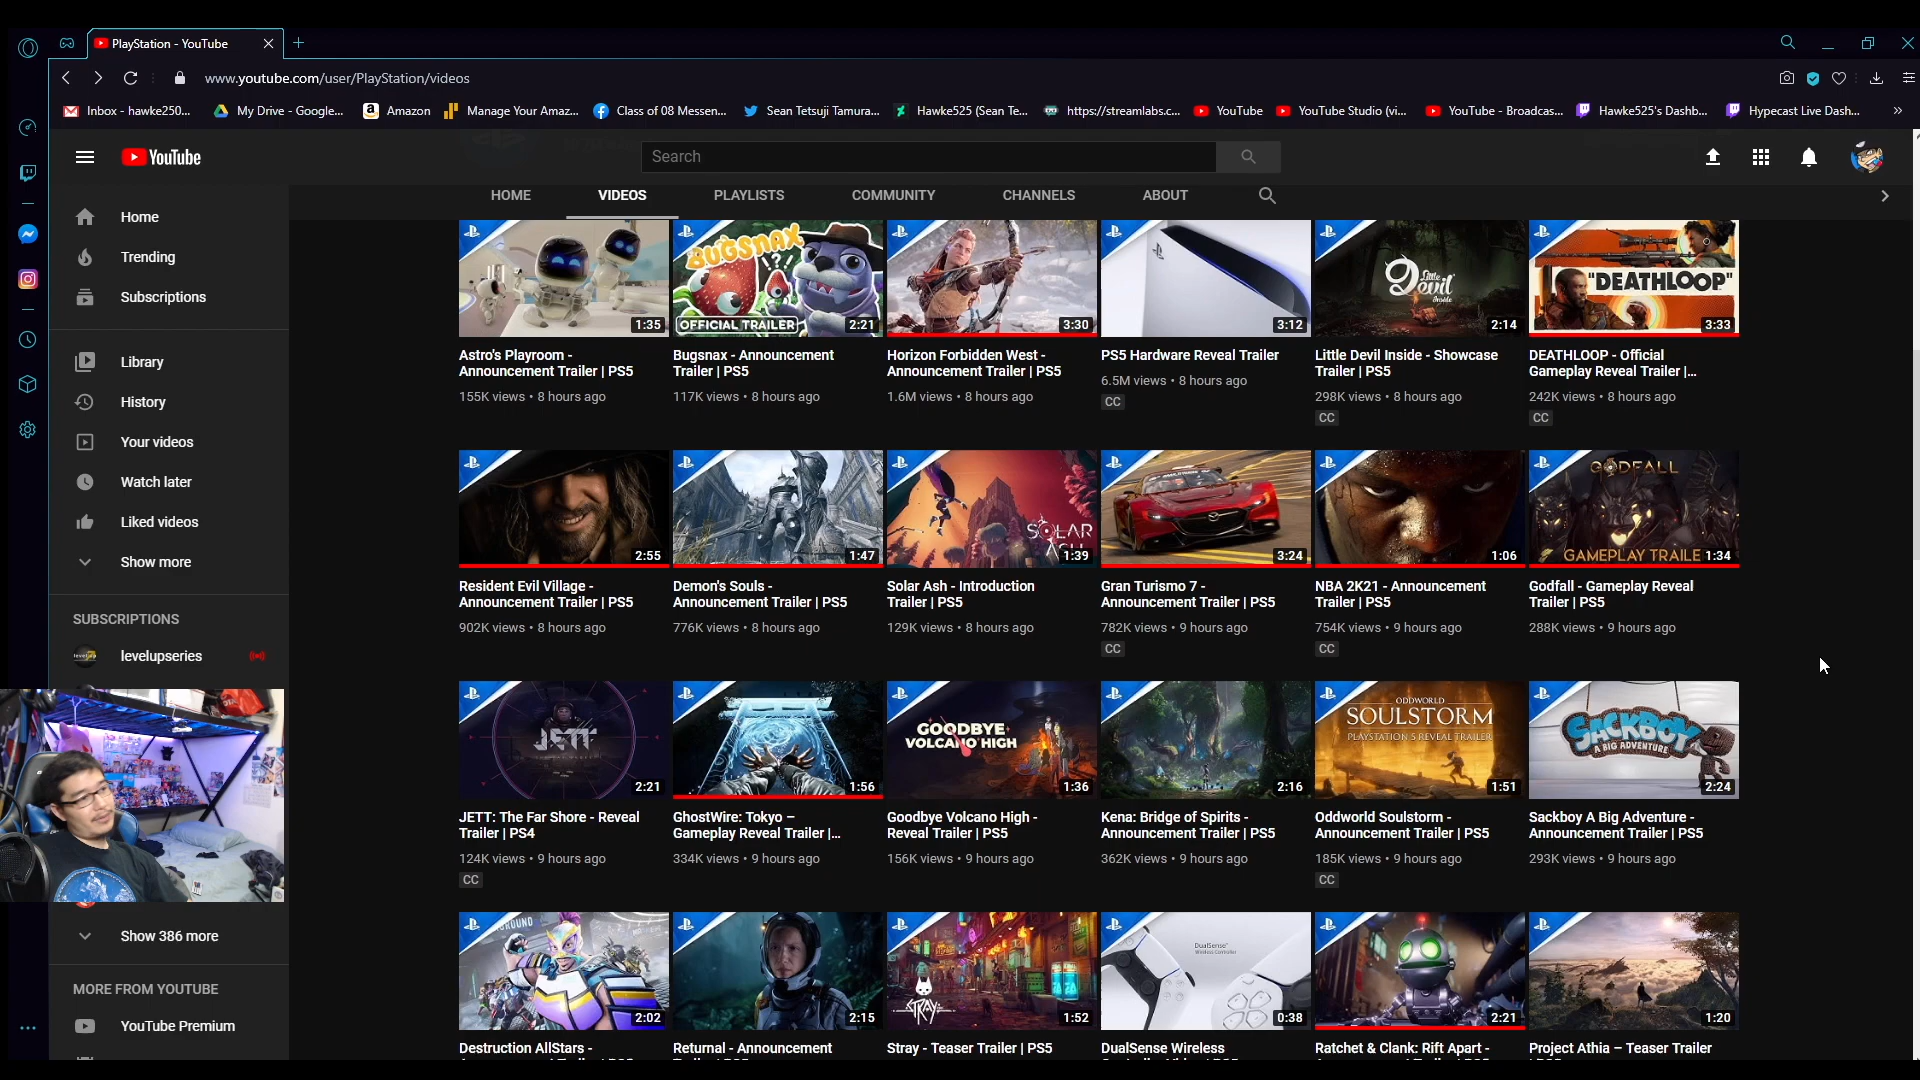 PlayStation - YouTube
www.youtube.com/user/PlayStation/videos
Inbox - hawke250...
My Drive - Google...
Amazon
Manage Your Amaz...
Class of 08 Messen...
Sean Tetsuji Tamura...
Hawke525 (Sean Te...
https://streamlabs.c...
YouTube
YouTube Studio (vi...
YouTube - Broadcas...
Hawke525's Dashb...
Hypecast Live Dash...
YouTube
Search
HOME
VIDEOS
PLAYLISTS
COMMUNITY
CHANNELS
ABOUT
Home
Trending
Subscriptions
Library
History
Your videos
Watch later
Liked videos
Show more
SUBSCRIPTIONS
levelupseries
Show 386 more
MORE FROM YOUTUBE
YouTube Premium
1:35
BUGSNAX
!?!
OFFICIAL TRAILER
2:21
3:30
3:12
Little
Devil
Inside
2:14
"DEATHLOOP"
3:33
Astro's Playroom -
Announcement Trailer | PS5
155K views • 8 hours ago
Bugsnax - Announcement
Trailer | PS5
117K views • 8 hours ago
Horizon Forbidden West -
Announcement Trailer | PS5
1.6M views • 8 hours ago
PS5 Hardware Reveal Trailer
6.5M views • 8 hours ago
CC
Little Devil Inside - Showcase
Trailer | PS5
298K views • 8 hours ago
CC
DEATHLOOP - Official
Gameplay Reveal Trailer |...
242K views • 8 hours ago
CC
2:55
1:47
SOLAR
ASH
1:39
3:24
1:06
GODFALL
GAMEPLAY TRAILE
1:34
Resident Evil Village -
Announcement Trailer | PS5
902K views • 8 hours ago
Demon's Souls -
Announcement Trailer | PS5
776K views • 8 hours ago
Solar Ash - Introduction
Trailer | PS5
129K views • 8 hours ago
Gran Turismo 7 -
Announcement Trailer | PS5
782K views • 9 hours ago
CC
NBA 2K21 - Announcement
Trailer | PS5
754K views • 9 hours ago
CC
Godfall - Gameplay Reveal
Trailer | PS5
288K views • 9 hours ago
JETT
2:21
1:56
GOODBYE
VOLCANO HIGH
1:36
2:16
ODDWORLD
SOULSTORM
PLAYSTATION 5 REVEAL TRAILER
1:51
SACKBOY
A BIG ADVENTURE
2:24
JETT: The Far Shore - Reveal
Trailer | PS4
124K views • 9 hours ago
CC
GhostWire: Tokyo –
Gameplay Reveal Trailer |...
334K views • 9 hours ago
Goodbye Volcano High -
Reveal Trailer | PS5
156K views • 9 hours ago
Kena: Bridge of Spirits -
Announcement Trailer | PS5
362K views • 9 hours ago
Oddworld Soulstorm -
Announcement Trailer | PS5
185K views • 9 hours ago
CC
Sackboy A Big Adventure -
Announcement Trailer | PS5
293K views • 9 hours ago
2:02
2:15
STRAY
1:52
DualSense
Wireless Controller
0:38
2:21
1:20
Destruction AllStars -
Returnal - Announcement
Stray - Teaser Trailer | PS5
DualSense Wireless
Ratchet & Clank: Rift Apart -
Project Athia – Teaser Trailer